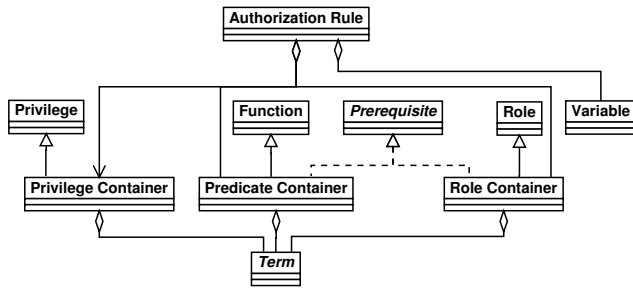 Authorization Rule
Privilege
Function
Prerequisite
Role
Variable
Privilege Container
Predicate Container
Role Container
Term